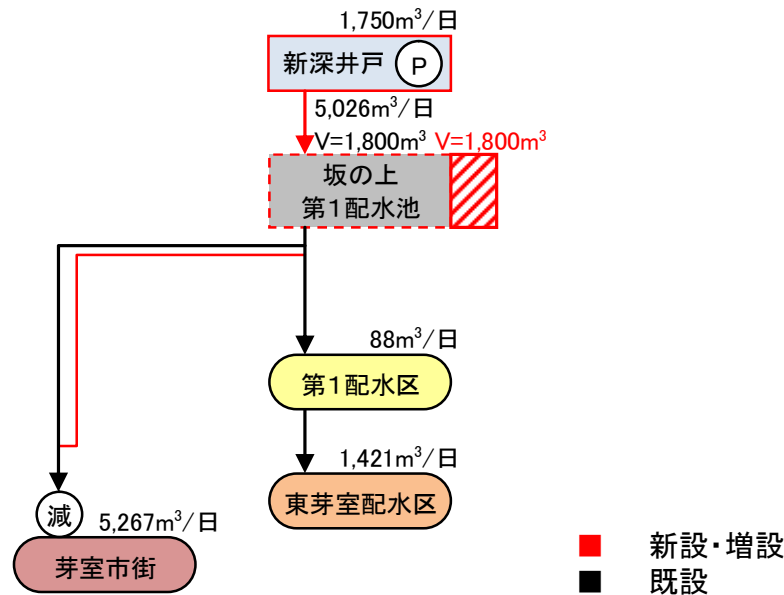 1,750m³/日
新深井戸 P
5,026m³/日
V=1,800m³ V=1,800m³
坂の上
第1配水池
88m³/日
第1配水区
1,421m³/日
東芽室配水区
減 5,267m³/日
芽室市街
新設・増設
既設